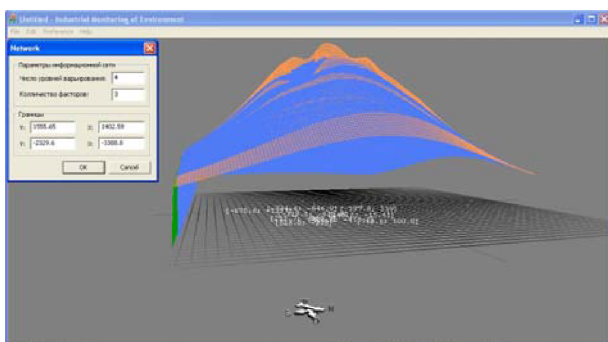 Untitled - Industrial Monitoring of Environment
File Edit Preference Help
Network
Параметры информационной сети
Число уровней варьирования: 4
Колличество факторов: 3
Границы
Y: 1555.65 X: 1402.59
Y: -2329.6 X: -3388.8
OK Cancel